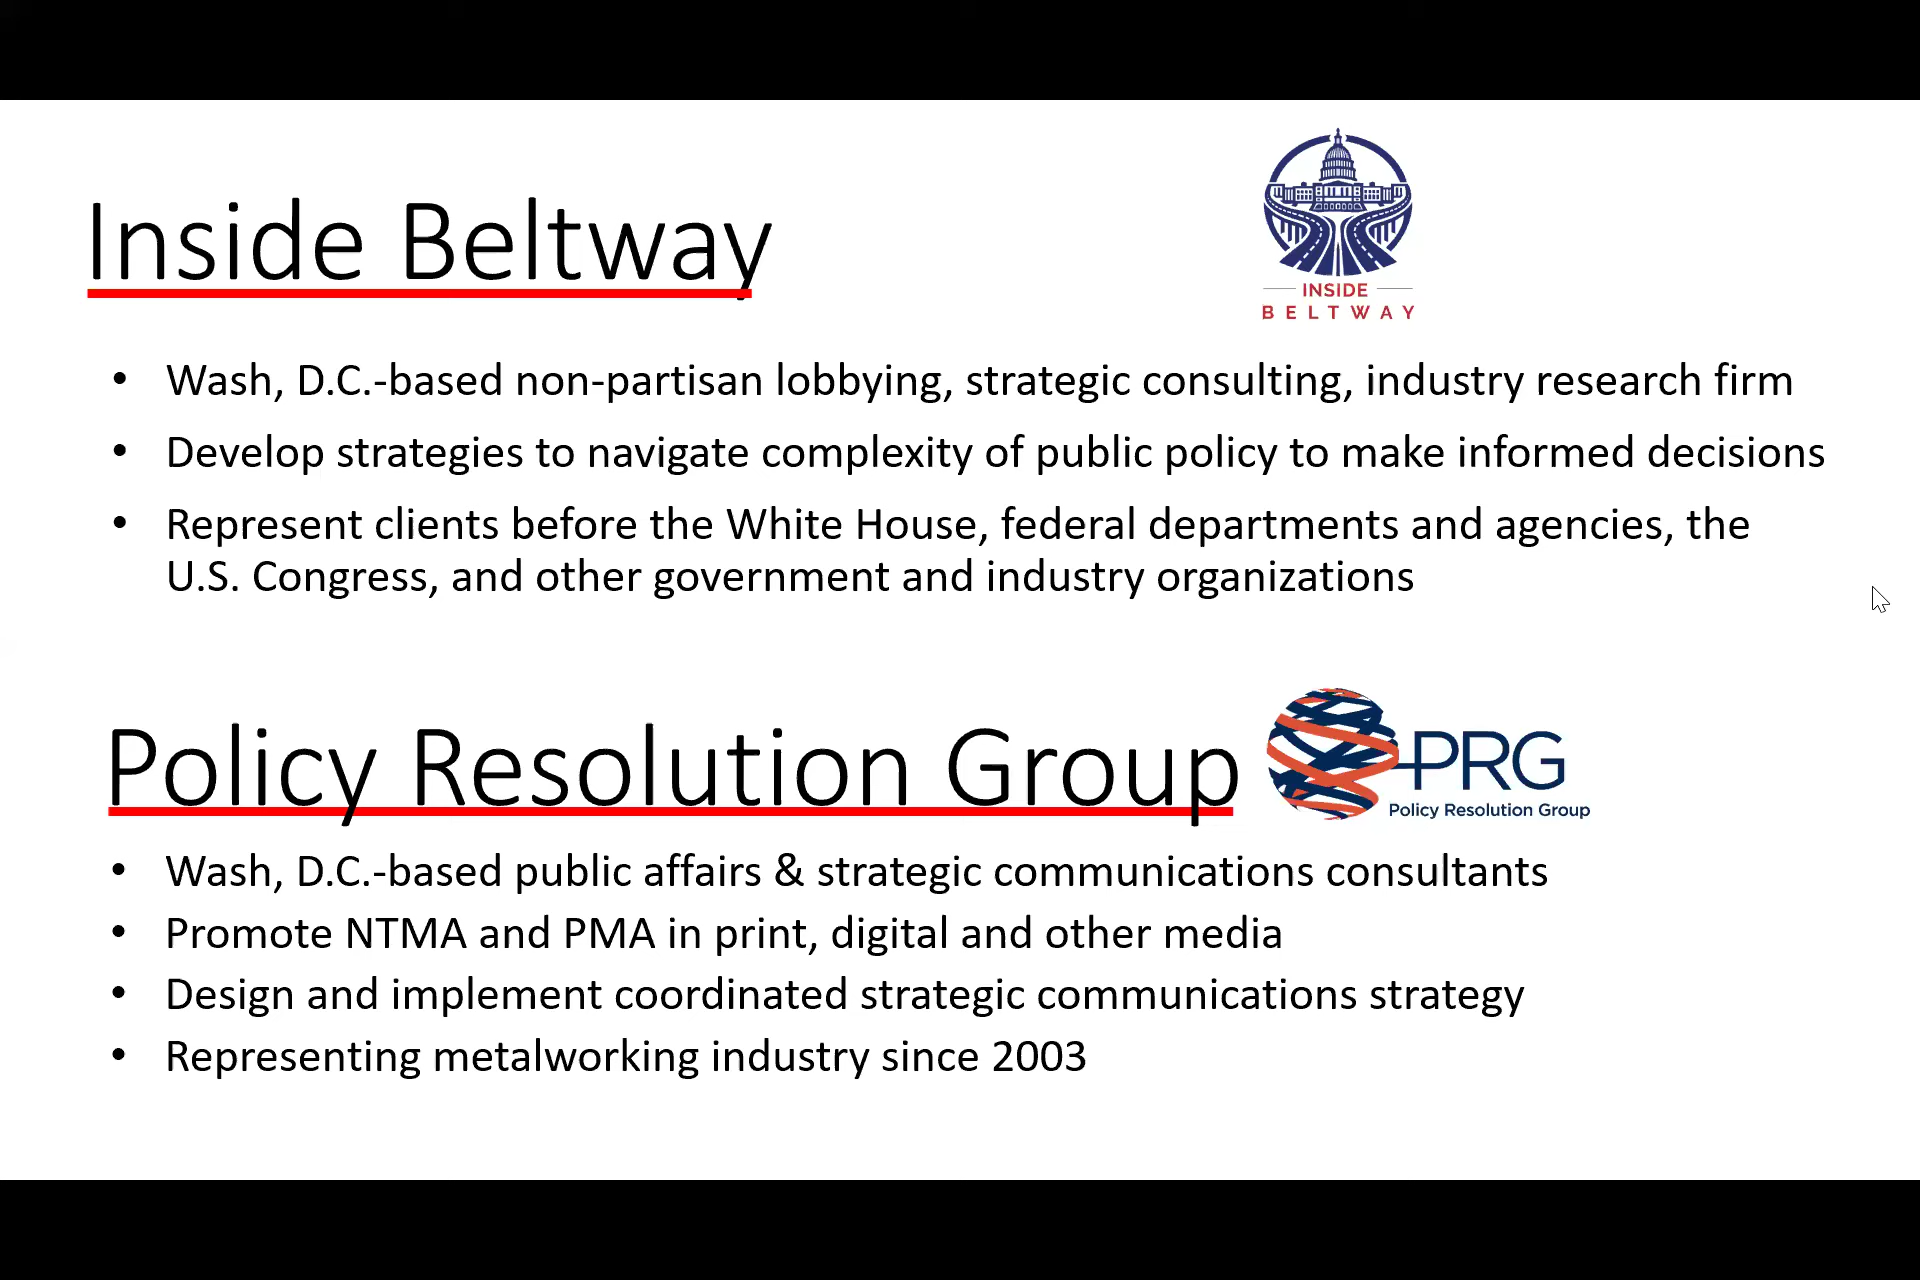 Inside Beltway
INSIDE
BELTWAY
• Wash, D.C.-based non-partisan lobbying, strategic consulting, industry research firm
• Develop strategies to navigate complexity of public policy to make informed decisions
• Represent clients before the White House, federal departments and agencies, the
U.S. Congress, and other government and industry organizations
Policy Resolution Group
PRG
Policy Resolution Group
• Wash, D.C.-based public affairs & strategic communications consultants
• Promote NTMA and PMA in print, digital and other media
• Design and implement coordinated strategic communications strategy
• Representing metalworking industry since 2003